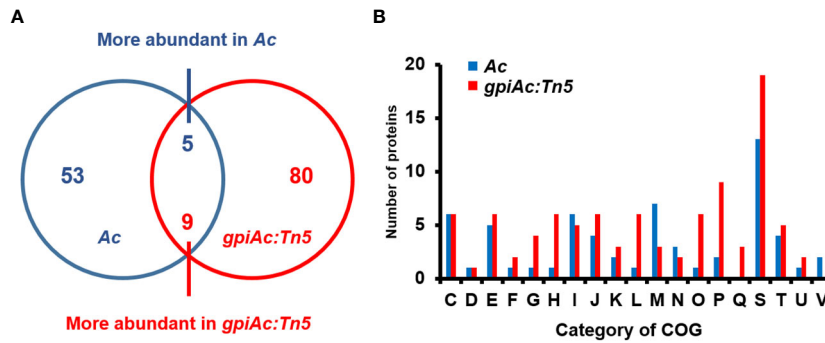 A
More abundant in Ac
53
5
80
9
Ac
gpiAc:Tn5
More abundant in gpiAc:Tn5
B
Ac
gpiAc:Tn5
Number of proteins
20
15
10
5
0
C D E F G H I J K L M N O P Q S T U V
Category of COG